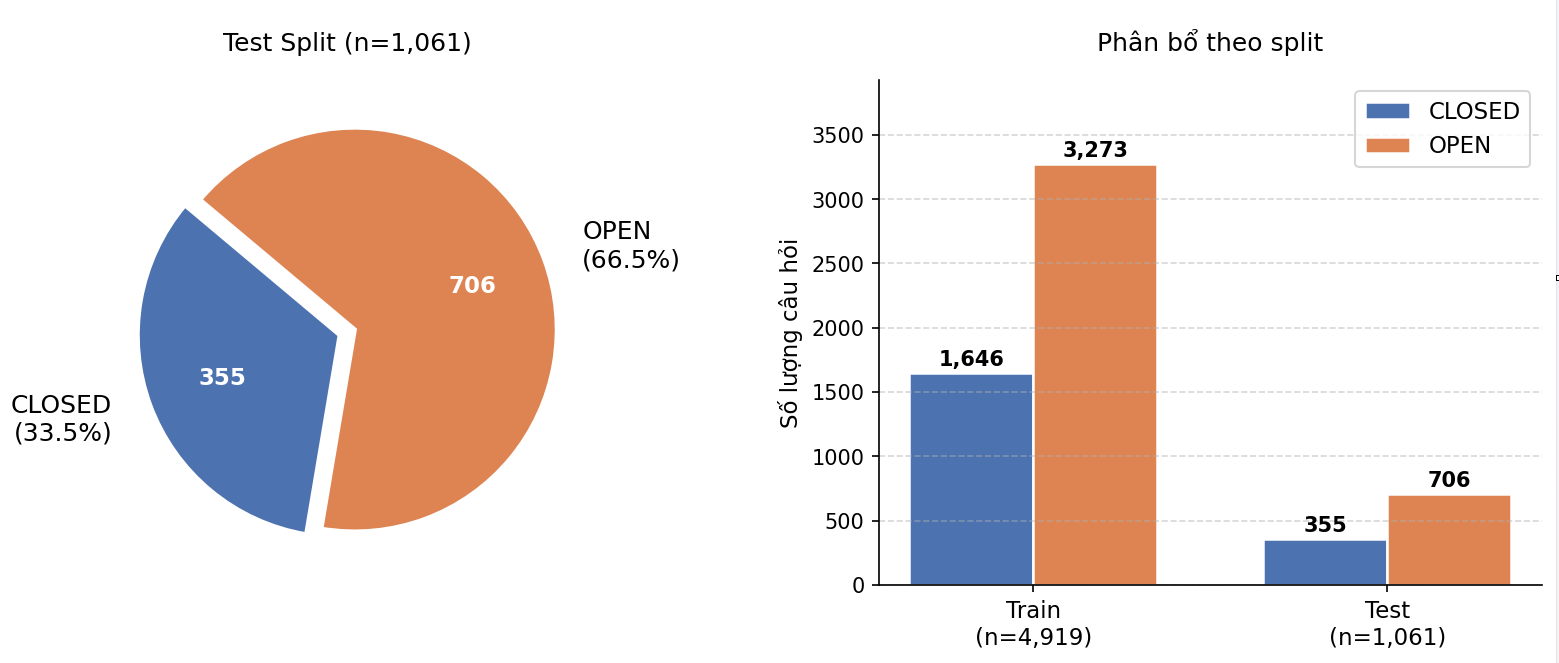 Test Split (n=1,061)
OPEN
(66.5%)
706
355
CLOSED
(33.5%)
Phân bổ theo split
CLOSED
OPEN
Số lượng câu hỏi
3500
3000
2500
2000
1500
1000
500
0
1,646
3,273
355
706
Train
(n=4,919)
Test
(n=1,061)